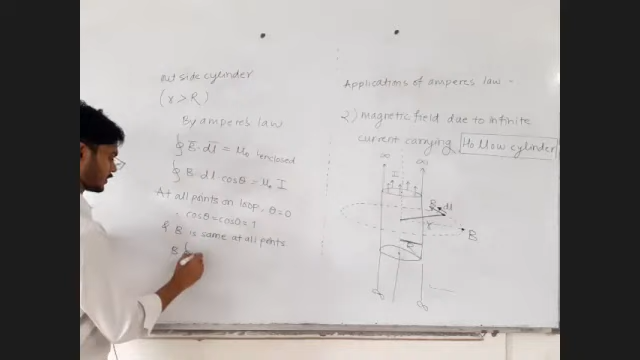 outside cylinder
(r > R)
By amperes law
∮ B̅·dl̅ = μ₀ Ienclosed
∮ B·dl cosθ = μ₀ I
At all points on loop, θ=0
∴ cosθ = cos0 = 1
& B is same at all points
B ∮
Applications of amperes law -
2) magnetic field due to infinite
current carrying Hollow cylinder
∞ ∞
I
B dl
r
B
R
∞ ∞